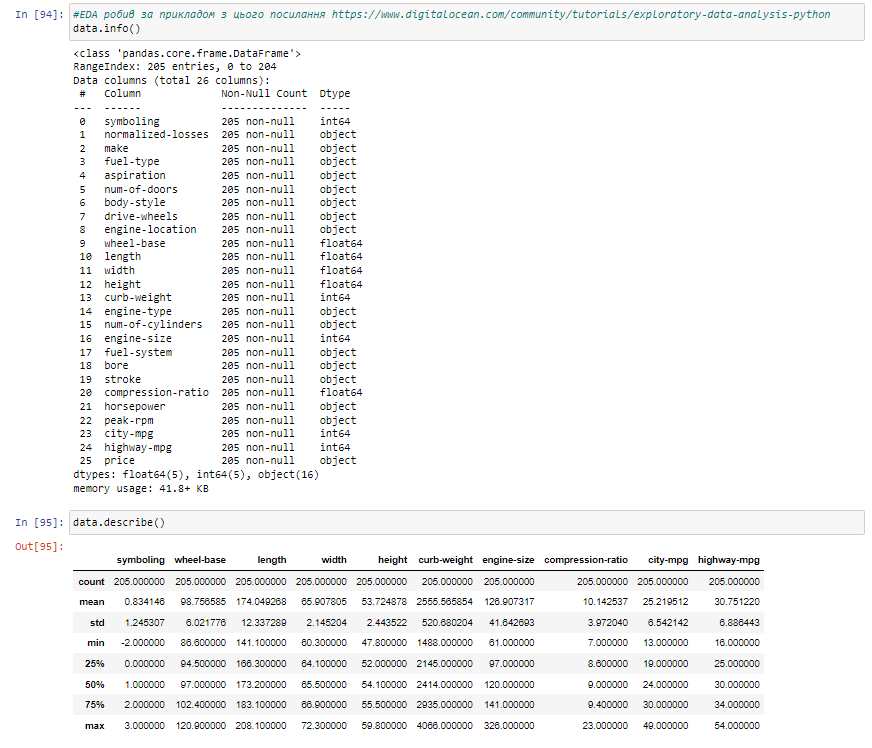 In [94]: #EDA робив за прикладом з цього посилання https://www.digitalocean.com/community/tutorials/exploratory-data-analysis-python
data.info()
<class 'pandas.core.frame.DataFrame'>
RangeIndex: 205 entries, 0 to 204
Data columns (total 26 columns):
# Column Non-Null Count Dtype
--- ------ -------------- -----
0 symboling 205 non-null int64
1 normalized-losses 205 non-null object
2 make 205 non-null object
3 fuel-type 205 non-null object
4 aspiration 205 non-null object
5 num-of-doors 205 non-null object
6 body-style 205 non-null object
7 drive-wheels 205 non-null object
8 engine-location 205 non-null object
9 wheel-base 205 non-null float64
10 length 205 non-null float64
11 width 205 non-null float64
12 height 205 non-null float64
13 curb-weight 205 non-null int64
14 engine-type 205 non-null object
15 num-of-cylinders 205 non-null object
16 engine-size 205 non-null int64
17 fuel-system 205 non-null object
18 bore 205 non-null object
19 stroke 205 non-null object
20 compression-ratio 205 non-null float64
21 horsepower 205 non-null object
22 peak-rpm 205 non-null object
23 city-mpg 205 non-null int64
24 highway-mpg 205 non-null int64
25 price 205 non-null object
dtypes: float64(5), int64(5), object(16)
memory usage: 41.8+ KB
In [95]: data.describe()
Out[95]:
symboling wheel-base length width height curb-weight engine-size compression-ratio city-mpg highway-mpg
count 205.000000 205.000000 205.000000 205.000000 205.000000 205.000000 205.000000 205.000000 205.000000 205.000000
mean 0.834146 98.756585 174.049268 65.907805 53.724878 2555.565854 126.907317 10.142537 25.219512 30.751220
std 1.245307 6.021776 12.337289 2.145204 2.443522 520.680204 41.642693 3.972040 6.542142 6.886443
min -2.000000 86.600000 141.100000 60.300000 47.800000 1488.000000 61.000000 7.000000 13.000000 16.000000
25% 0.000000 94.500000 166.300000 64.100000 52.000000 2145.000000 97.000000 8.600000 19.000000 25.000000
50% 1.000000 97.000000 173.200000 65.500000 54.100000 2414.000000 120.000000 9.000000 24.000000 30.000000
75% 2.000000 102.400000 183.100000 66.900000 55.500000 2935.000000 141.000000 9.400000 30.000000 34.000000
max 3.000000 120.900000 208.100000 72.300000 59.800000 4066.000000 326.000000 23.000000 49.000000 54.000000